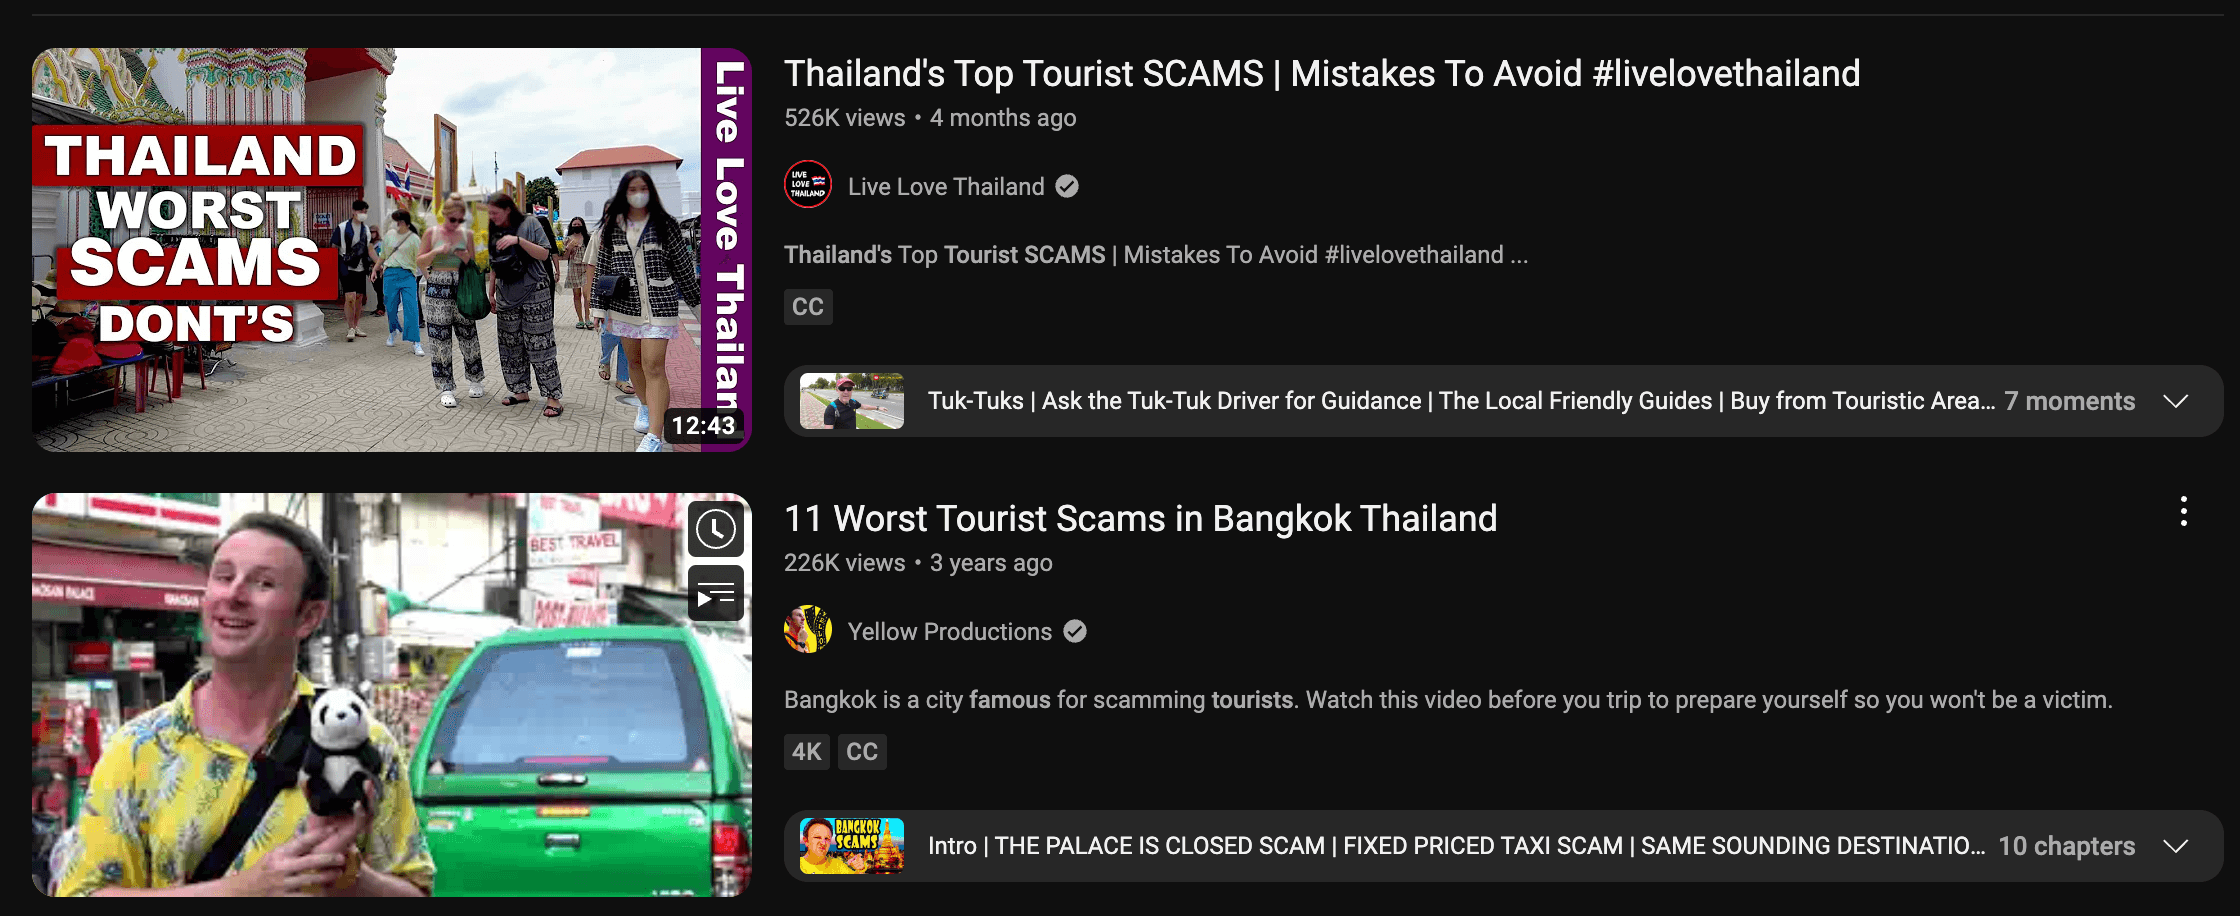 THAILAND
WORST
SCAMS
DONT'S
Live Love Thailand
12:43
Thailand's Top Tourist SCAMS | Mistakes To Avoid #livelovethailand
526K views • 4 months ago
LIVE
LOVE
THAILAND
Live Love Thailand
Thailand's Top Tourist SCAMS | Mistakes To Avoid #livelovethailand ...
CC
Tuk-Tuks | Ask the Tuk-Tuk Driver for Guidance | The Local Friendly Guides | Buy from Touristic Area... 7 moments
BEST TRAVEL
11 Worst Tourist Scams in Bangkok Thailand
226K views • 3 years ago
Yellow Productions
Bangkok is a city famous for scamming tourists. Watch this video before you trip to prepare yourself so you won't be a victim.
4K CC
BANGKOK
SCAMS
Intro | THE PALACE IS CLOSED SCAM | FIXED PRICED TAXI SCAM | SAME SOUNDING DESTINATIO... 10 chapters